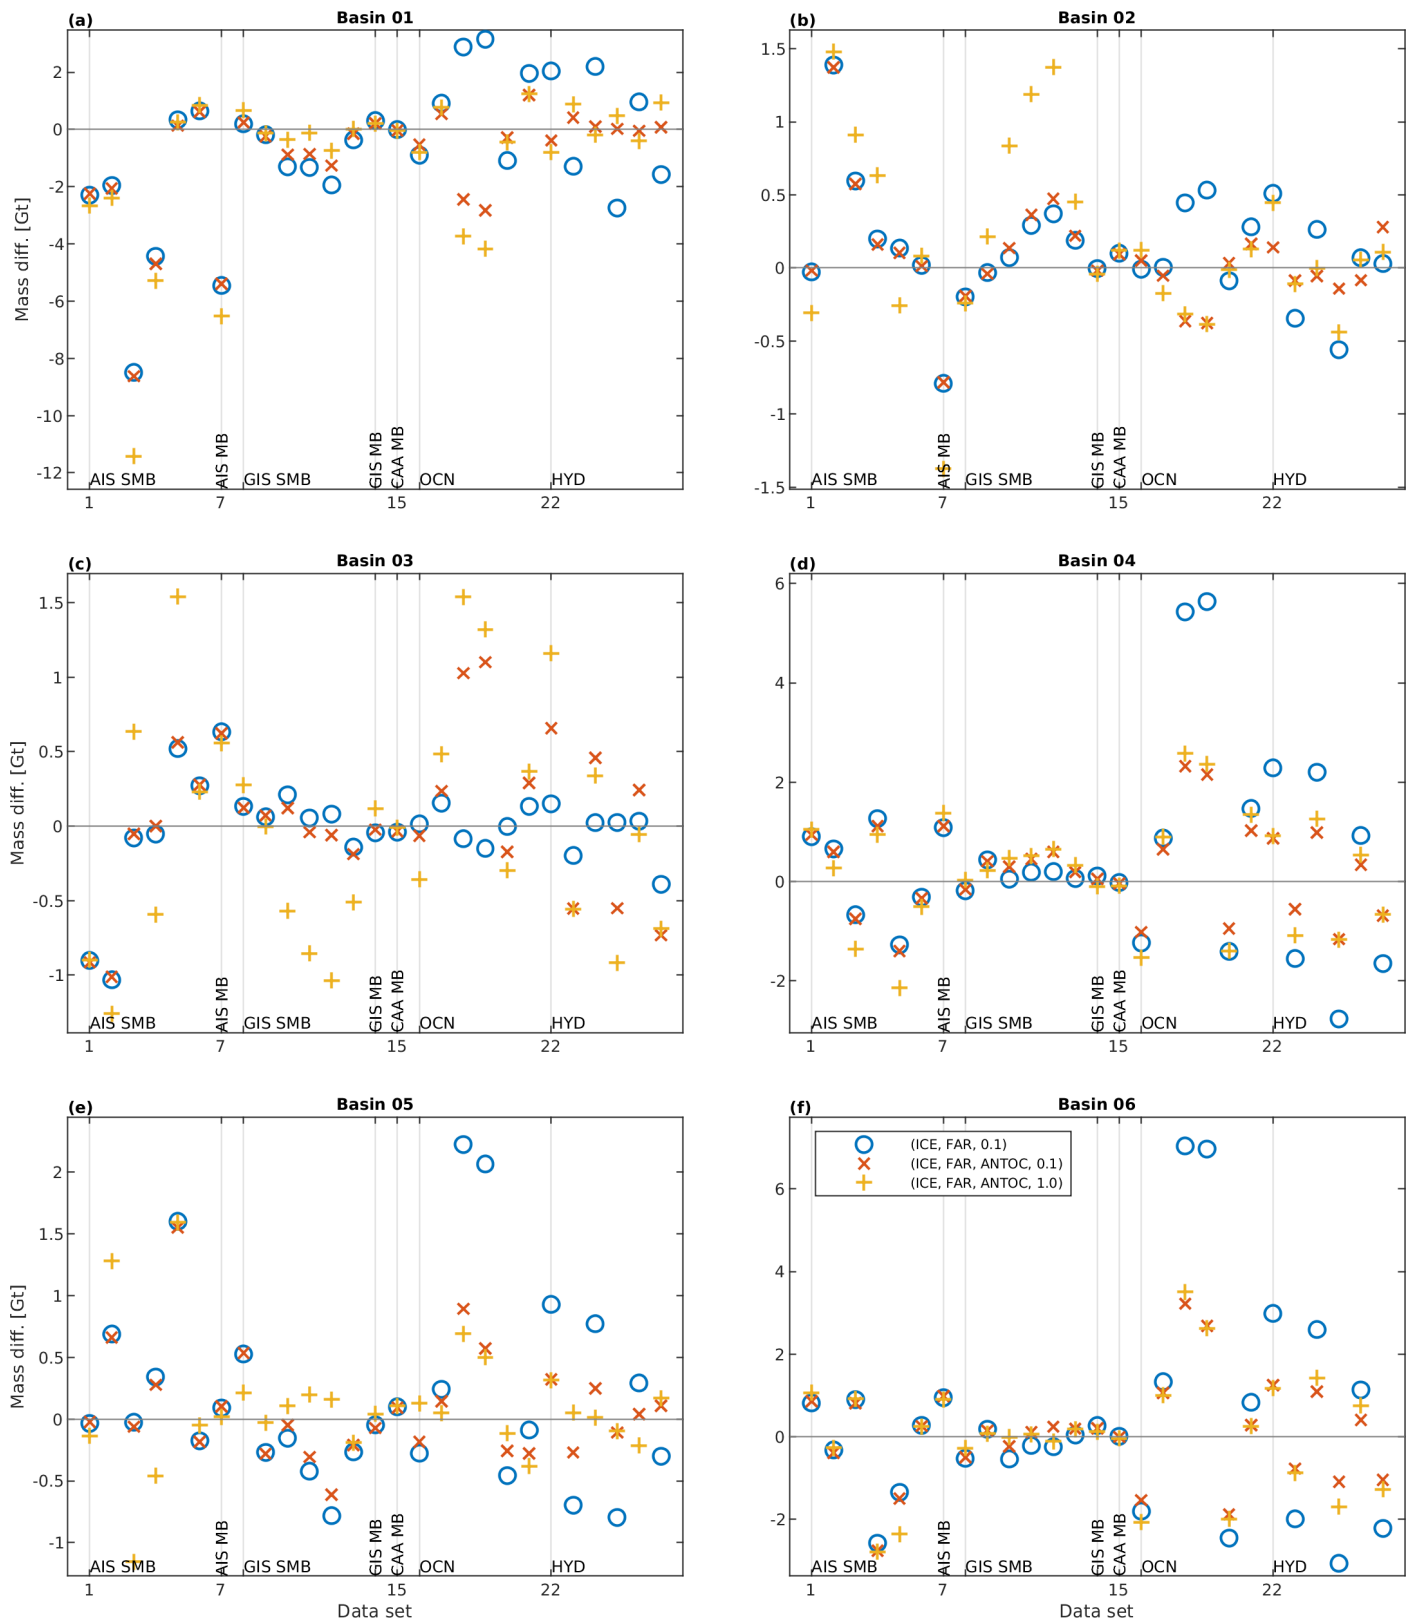 (a) Basin 01
Mass diff. [Gt]
2
0
-2
-4
-6
-8
-10
-12
AIS SMB AIS MB GIS SMB GIS MB CAA MB OCN HYD
1 7 15 22
(b) Basin 02
1.5
1
0.5
0
-0.5
-1
-1.5
AIS SMB AIS MB GIS SMB GIS MB CAA MB OCN HYD
1 7 15 22
(c) Basin 03
Mass diff. [Gt]
1.5
1
0.5
0
-0.5
-1
AIS SMB AIS MB GIS SMB GIS MB CAA MB OCN HYD
1 7 15 22
(d) Basin 04
6
4
2
0
-2
AIS SMB AIS MB GIS SMB GIS MB CAA MB OCN HYD
1 7 15 22
(e) Basin 05
Mass diff. [Gt]
2
1.5
1
0.5
0
-0.5
-1
AIS SMB AIS MB GIS SMB GIS MB CAA MB OCN HYD
1 7 15 22
Data set
(f) Basin 06
(ICE, FAR, 0.1)
(ICE, FAR, ANTOC, 0.1)
(ICE, FAR, ANTOC, 1.0)
6
4
2
0
-2
AIS SMB AIS MB GIS SMB GIS MB CAA MB OCN HYD
1 7 15 22
Data set